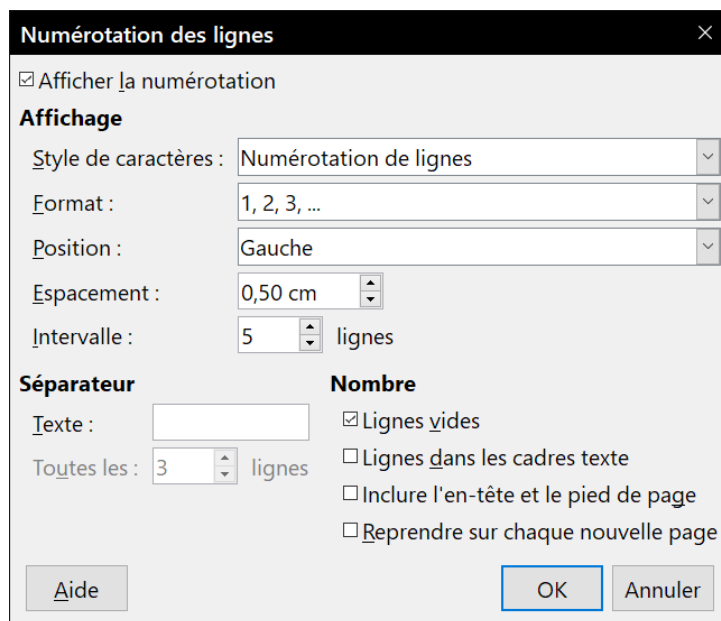 Numérotation des lignes
Afficher la numérotation
Affichage
Style de caractères : Numérotation de lignes
Format : 1, 2, 3, ...
Position : Gauche
Espacement : 0,50 cm
Intervalle : 5 lignes
Séparateur
Texte :
Toutes les : 3 lignes
Nombre
Lignes vides
Lignes dans les cadres texte
Inclure l'en-tête et le pied de page
Reprendre sur chaque nouvelle page
Aide
OK
Annuler